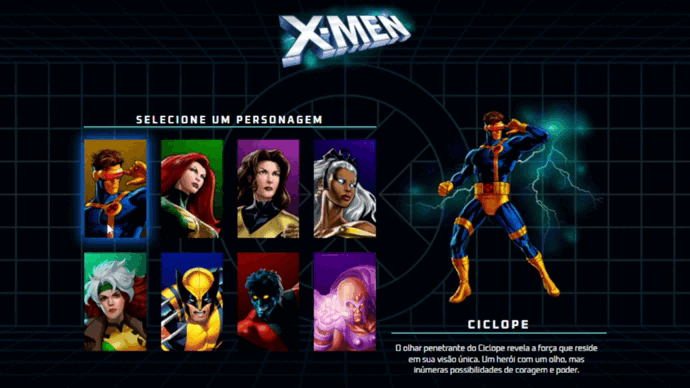 X-MEN
SELECIONE UM PERSONAGEM
CICLOPE
O olhar penetrante do Ciclope revela a força que reside
em sua visão única. Um herói com um olho, mas
inúmeras possibilidades de coragem e poder.